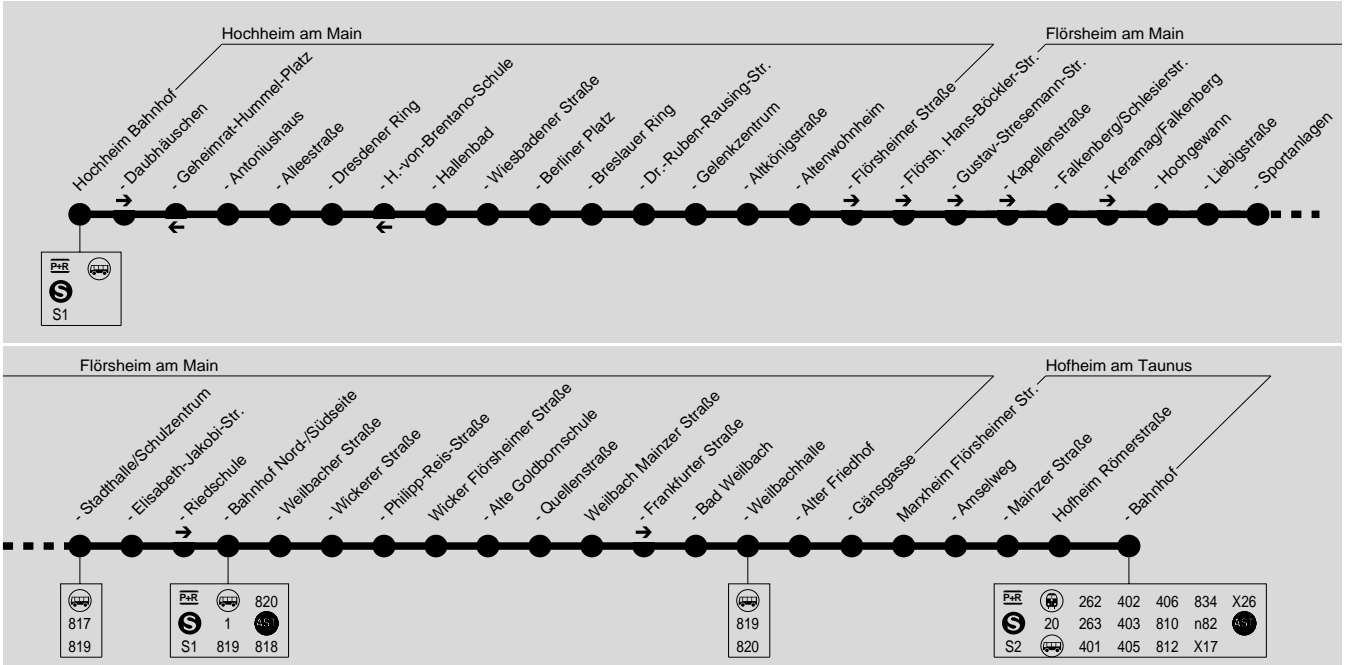 Hochheim am Main
Flörsheim am Main
Hochheim Bahnhof
- Daubhäuschen
- Geheimrat-Hummel-Platz
- Antoniushaus
- Alleestraße
- Dresdener Ring
- H.-von-Brentano-Schule
- Hallenbad
- Wiesbadener Straße
- Berliner Platz
- Breslauer Ring
- Dr.-Ruben-Rausing-Str.
- Gelenkzentrum
- Altkönigstraße
- Altenwohnheim
- Flörsheimer Straße
- Flörsh. Hans-Böckler-Str.
- Gustav-Stresemann-Str.
- Kapellenstraße
- Falkenberg/Schlesierstr.
- Keramag/Falkenberg
- Hochgewann
- Liebigstraße
- Sportanlagen
P+R
S
S1
Flörsheim am Main
Hofheim am Taunus
- Stadthalle/Schulzentrum
- Elisabeth-Jakobi-Str.
- Riedschule
- Bahnhof Nord-/Südseite
- Weilbacher Straße
- Wickerer Straße
- Philipp-Reis-Straße
Wicker Flörsheimer Straße
- Alte Goldbornschule
- Quellenstraße
Weilbach Mainzer Straße
- Frankfurter Straße
- Bad Weilbach
- Weilbachhalle
- Alter Friedhof
- Gänsgasse
Marxheim Flörsheimer Str.
- Amselweg
- Mainzer Straße
Hofheim Römerstraße
- Bahnhof
817
819
P+R 820
S 1 AST
S1 819 818
819
820
P+R 262 402 406 834 X26
S 20 263 403 810 n82 AST
S2 401 405 812 X17